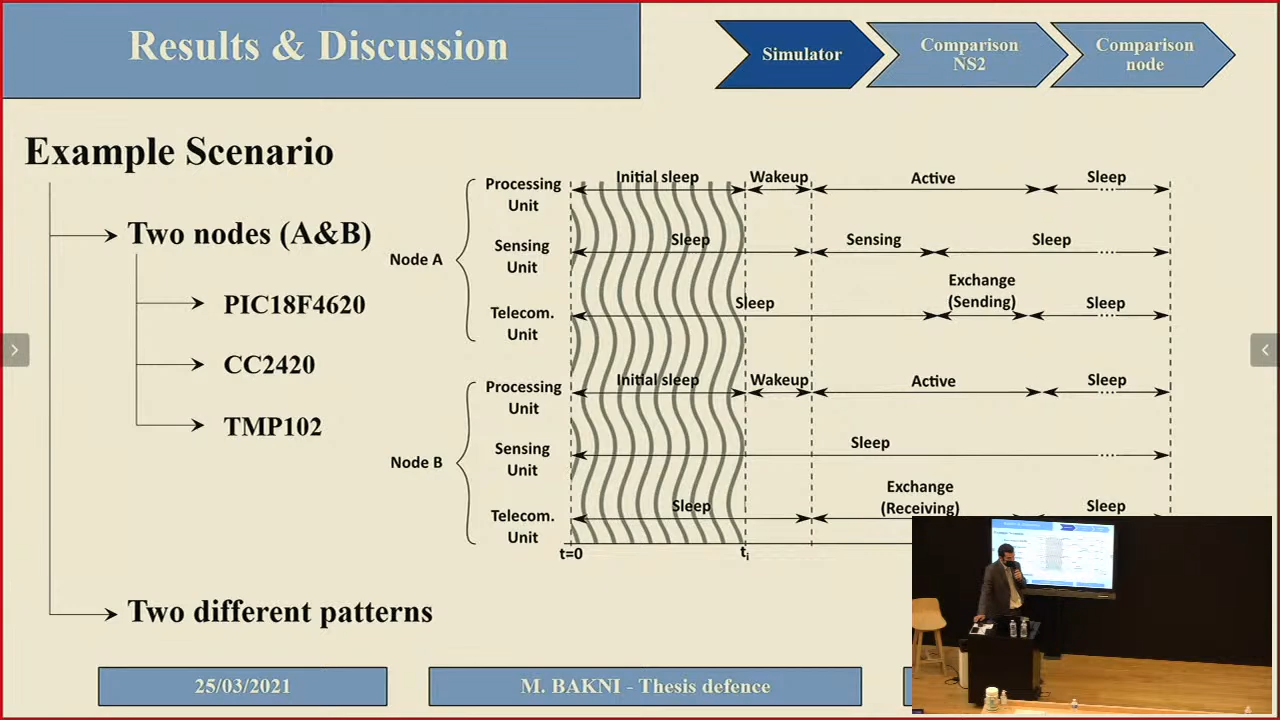 Results & Discussion
Simulator
Comparison
NS2
Comparison
node
Example Scenario
Two nodes (A&B)
PIC18F4620
CC2420
TMP102
Two different patterns
Node A
Processing
Unit
Initial sleep
Wakeup
Active
Sleep
...
Sensing
Unit
Sleep
Sensing
Sleep
...
Telecom.
Unit
Sleep
Exchange
(Sending)
Sleep
...
Node B
Processing
Unit
Initial sleep
Wakeup
Active
Sleep
...
Sensing
Unit
Sleep
...
Telecom.
Unit
Sleep
Exchange
(Receiving)
Sleep
t=0
ti
25/03/2021
M. BAKNI - Thesis defence